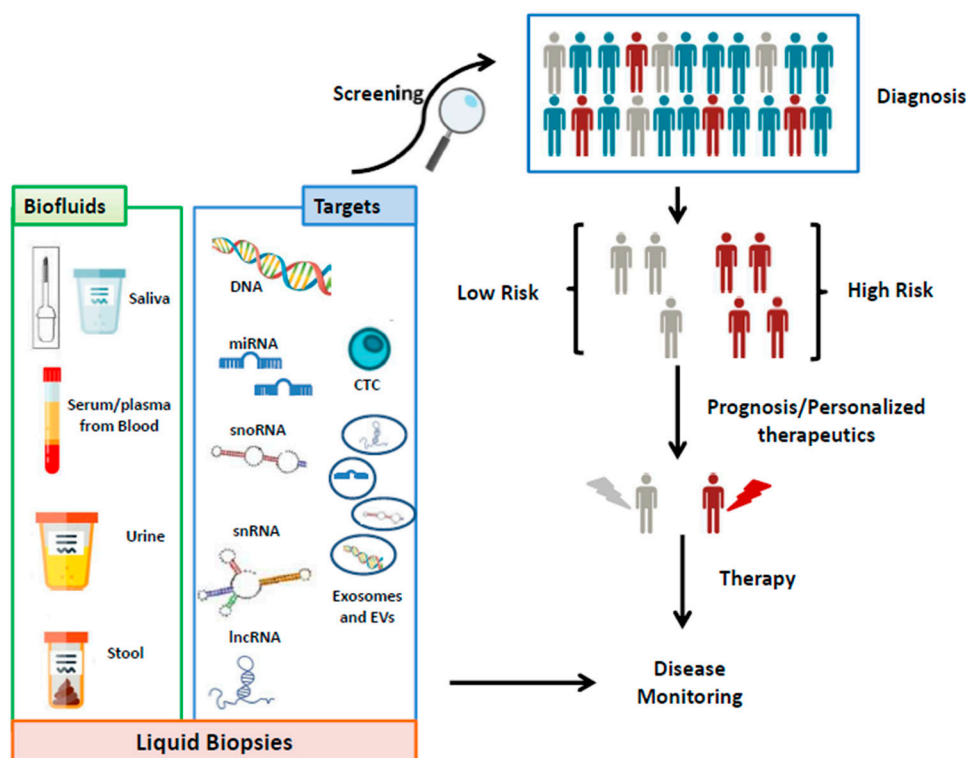 Screening
Diagnosis
Biofluids
Targets
Saliva
DNA
Low Risk
High Risk
miRNA
CTC
Serum/plasma
from Blood
snoRNA
Prognosis/Personalized
therapeutics
Urine
snRNA
Exosomes
and EVs
Therapy
Stool
lncRNA
Disease
Monitoring
Liquid Biopsies